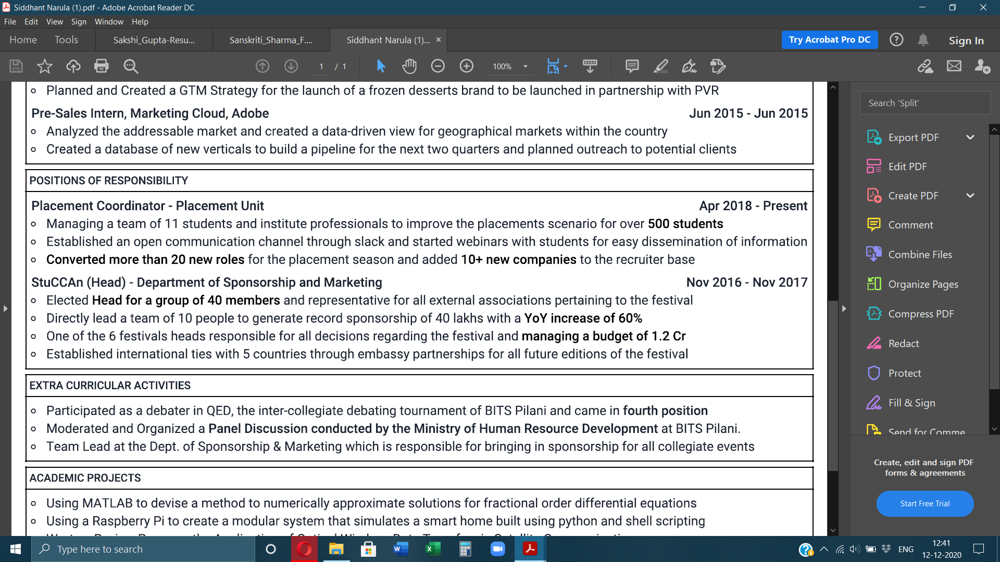 Siddhant Narula (1).pdf - Adobe Acrobat Reader DC
File Edit View Sign Window Help
Home Tools Sakshi_Gupta-Resu... Sanskriti_Sharma_F.... Siddhant Narula (1)... ×
Try Acrobat Pro DC Sign In
1 / 1 100%
Planned and Created a GTM Strategy for the launch of a frozen desserts brand to be launched in partnership with PVR
Pre-Sales Intern, Marketing Cloud, Adobe Jun 2015 - Jun 2015
Analyzed the addressable market and created a data-driven view for geographical markets within the country
Created a database of new verticals to build a pipeline for the next two quarters and planned outreach to potential clients
POSITIONS OF RESPONSIBILITY
Placement Coordinator - Placement Unit Apr 2018 - Present
Managing a team of 11 students and institute professionals to improve the placements scenario for over 500 students
Established an open communication channel through slack and started webinars with students for easy dissemination of information
Converted more than 20 new roles for the placement season and added 10+ new companies to the recruiter base
StuCCAn (Head) - Department of Sponsorship and Marketing Nov 2016 - Nov 2017
Elected Head for a group of 40 members and representative for all external associations pertaining to the festival
Directly lead a team of 10 people to generate record sponsorship of 40 lakhs with a YoY increase of 60%
One of the 6 festivals heads responsible for all decisions regarding the festival and managing a budget of 1.2 Cr
Established international ties with 5 countries through embassy partnerships for all future editions of the festival
EXTRA CURRICULAR ACTIVITIES
Participated as a debater in QED, the inter-collegiate debating tournament of BITS Pilani and came in fourth position
Moderated and Organized a Panel Discussion conducted by the Ministry of Human Resource Development at BITS Pilani.
Team Lead at the Dept. of Sponsorship & Marketing which is responsible for bringing in sponsorship for all collegiate events
ACADEMIC PROJECTS
Using MATLAB to devise a method to numerically approximate solutions for fractional order differential equations
Using a Raspberry Pi to create a modular system that simulates a smart home built using python and shell scripting
Search 'Split'
Export PDF
Edit PDF
Create PDF
Comment
Combine Files
Organize Pages
Compress PDF
Redact
Protect
Fill & Sign
Send for Comme
Create, edit and sign PDF
forms & agreements
Start Free Trial
Type here to search
ENG
12:41
12-12-2020